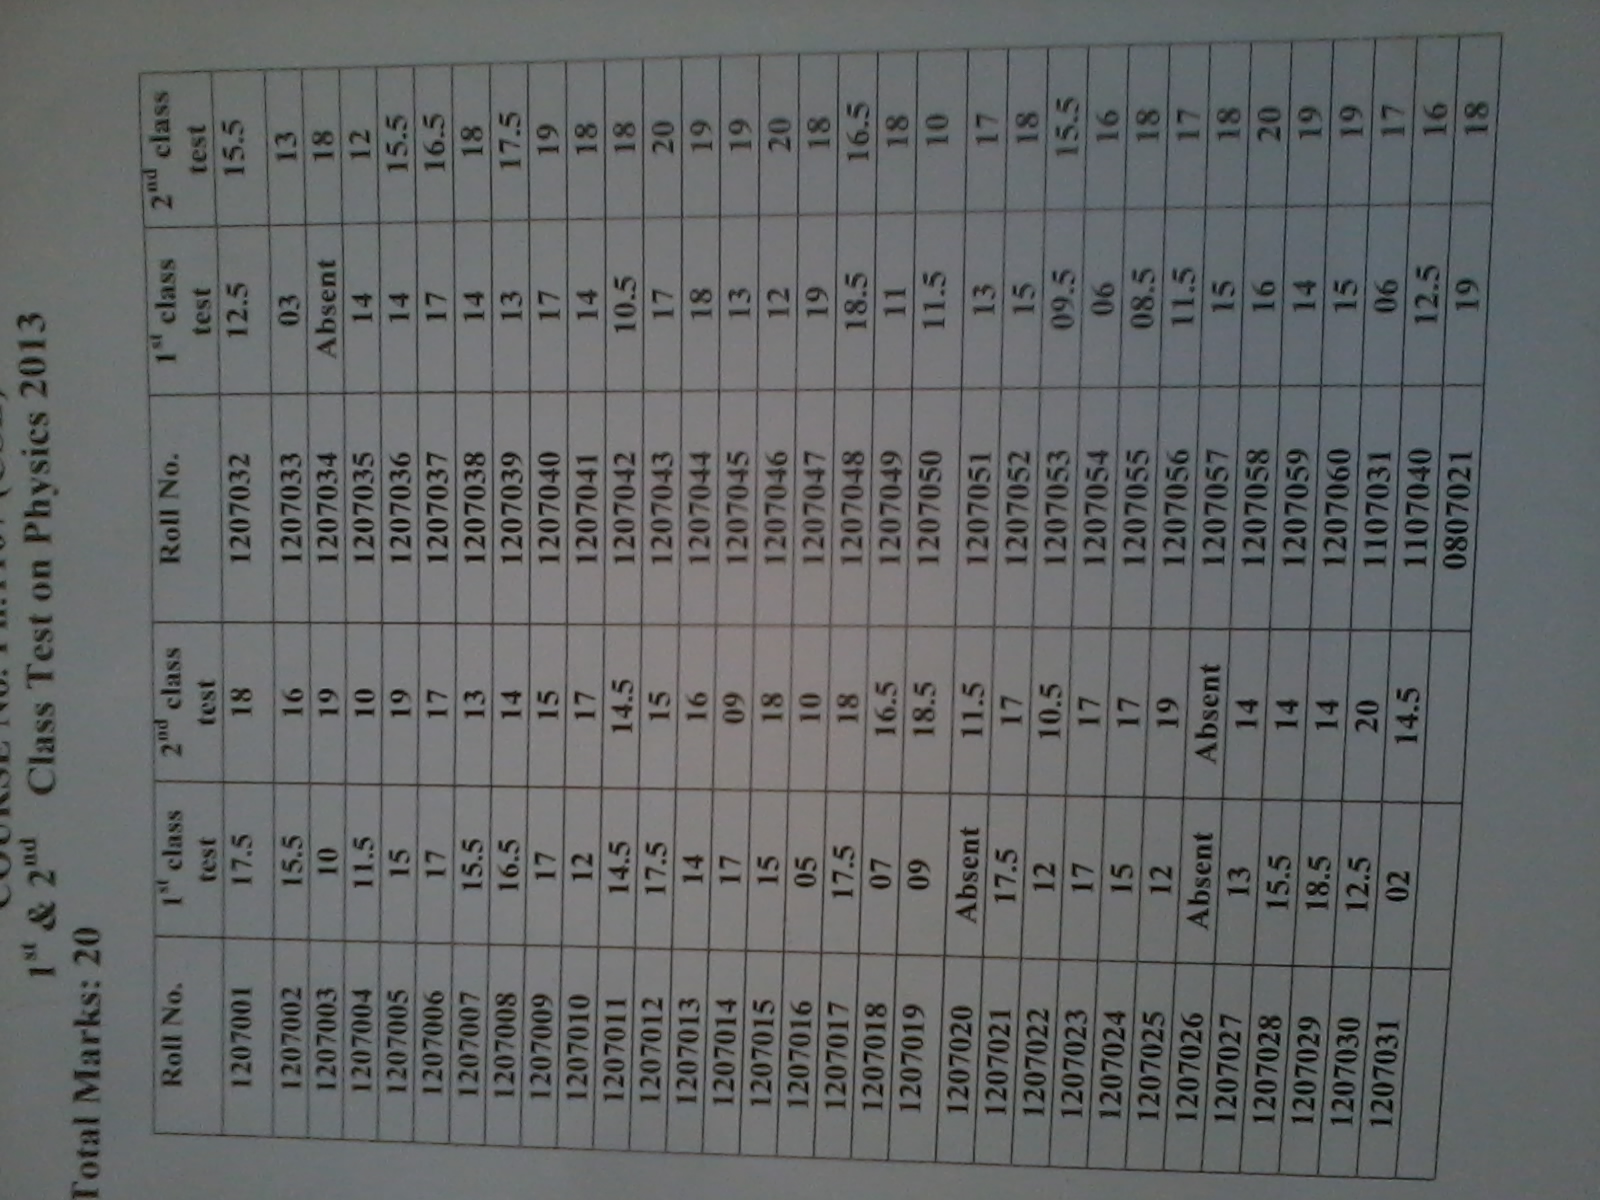 1st & 2nd Class Test on Physics 2013
Total Marks: 20
Roll No. 1st class test 2nd class test Roll No. 1st class test 2nd class test
1207001 17.5 18 1207032 12.5 15.5
1207002 15.5 16 1207033 03 13
1207003 10 19 1207034 Absent 18
1207004 11.5 10 1207035 14 12
1207005 15 19 1207036 14 15.5
1207006 17 17 1207037 17 16.5
1207007 15.5 13 1207038 14 18
1207008 16.5 14 1207039 13 17.5
1207009 17 15 1207040 17 19
1207010 12 17 1207041 14 18
1207011 14.5 14.5 1207042 10.5 18
1207012 17.5 15 1207043 17 20
1207013 14 16 1207044 18 19
1207014 17 09 1207045 13 19
1207015 15 18 1207046 12 20
1207016 05 10 1207047 19 18
1207017 17.5 18 1207048 18.5 16.5
1207018 07 16.5 1207049 11 18
1207019 09 18.5 1207050 11.5 10
1207020 Absent 11.5 1207051 13 17
1207021 17.5 17 1207052 15 18
1207022 12 10.5 1207053 09.5 15.5
1207023 17 17 1207054 06 16
1207024 15 17 1207055 08.5 18
1207025 12 19 1207056 11.5 17
1207026 Absent Absent 1207057 15 18
1207027 13 14 1207058 16 20
1207028 15.5 14 1207059 14 19
1207029 18.5 14 1207060 15 19
1207030 12.5 20 1107031 06 17
1207031 02 14.5 1107040 12.5 16
0807021 19 18